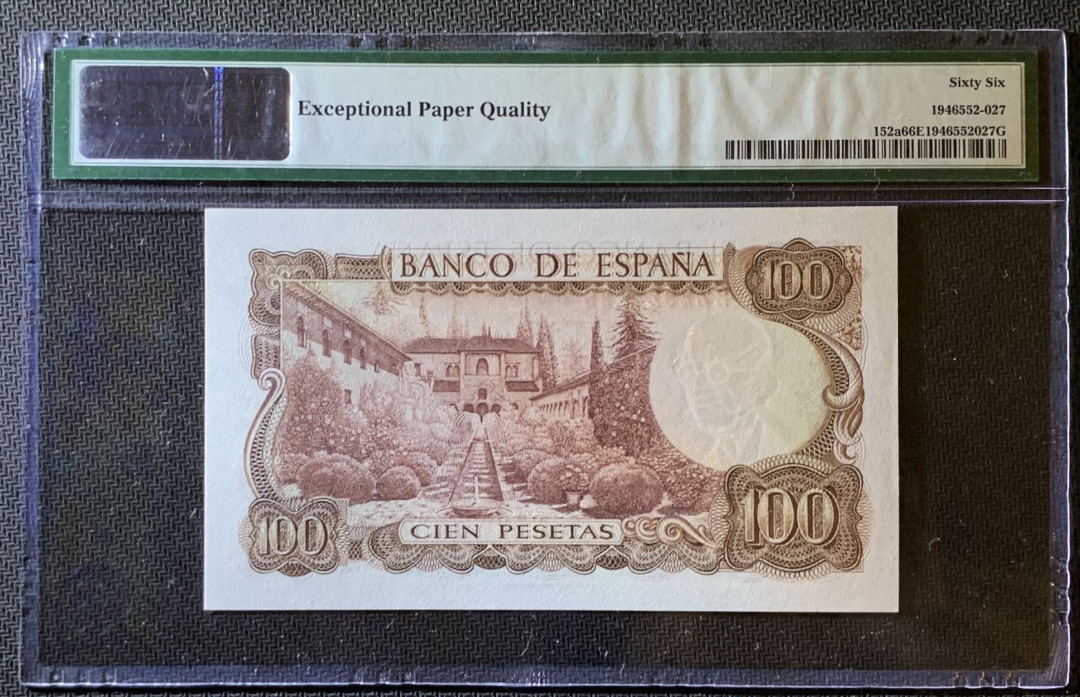 Sixty Six
Exceptional Paper Quality
1946552-027
152a66E1946552027G
BANCO DE ESPAÑA
100
CIEN PESETAS
100
100